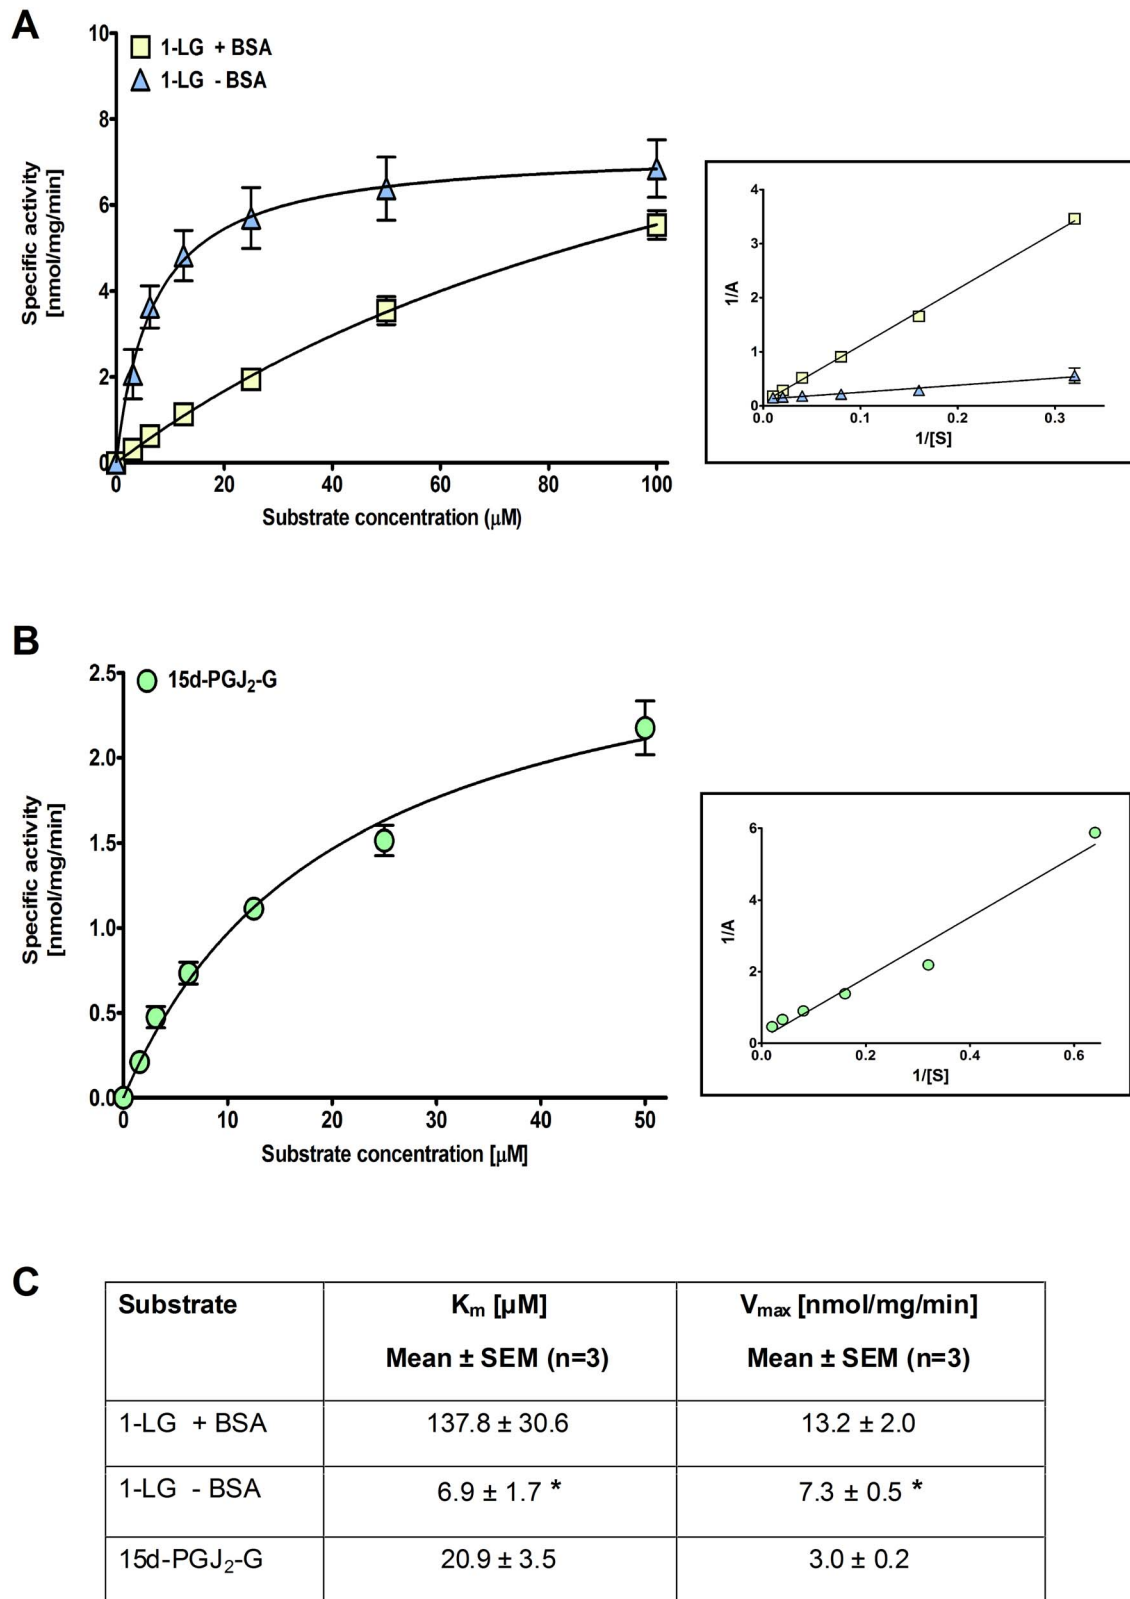 A
10
8
6
4
2
0
1-LG + BSA
1-LG - BSA
Specific activity
[nmol/mg/min]
0 20 40 60 80 100
Substrate concentration (μM)
4
3
2
1
0
1/A
0.0 0.1 0.2 0.3
1/[S]
B
2.5
2.0
1.5
1.0
0.5
0.0
15d-PGJ₂-G
Specific activity
[nmol/mg/min]
0 10 20 30 40 50
Substrate concentration [μM]
6
4
2
0
1/A
0.0 0.2 0.4 0.6
1/[S]
C
Substrate Kₘ [µM] Vₘₐₓ [nmol/mg/min]
Mean ± SEM (n=3) Mean ± SEM (n=3)
1-LG + BSA 137.8 ± 30.6 13.2 ± 2.0
1-LG - BSA 6.9 ± 1.7 * 7.3 ± 0.5 *
15d-PGJ₂-G 20.9 ± 3.5 3.0 ± 0.2